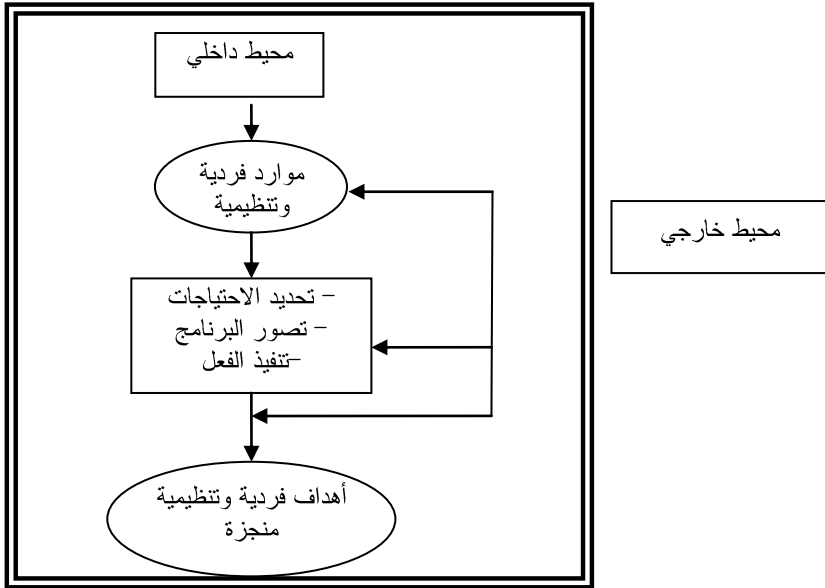 محيط داخلي
موارد فردية
وتنظيمية
محيط خارجي
– تحديد الاحتياجات
– تصور البرنامج
–تنفيذ الفعل
أهداف فردية وتنظيمية
منجزة